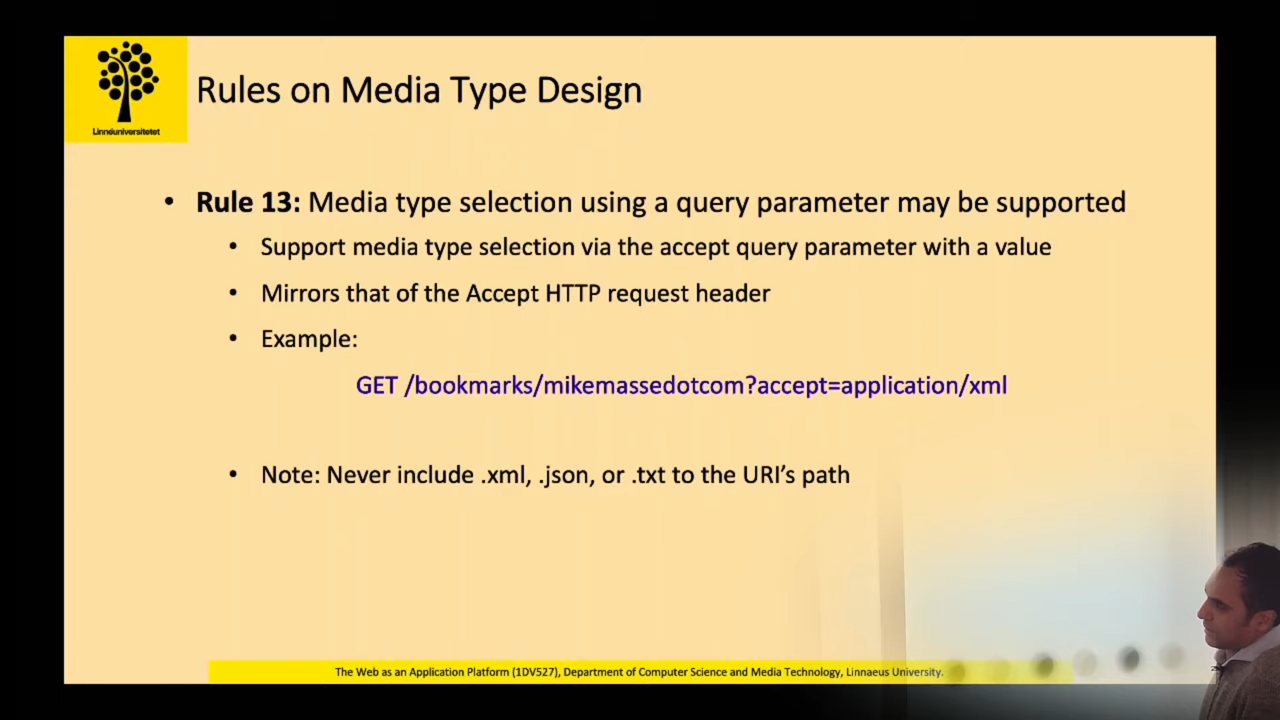 Linnéuniversitetet
Rules on Media Type Design
• Rule 13: Media type selection using a query parameter may be supported
• Support media type selection via the accept query parameter with a value
• Mirrors that of the Accept HTTP request header
• Example:
GET /bookmarks/mikemassedotcom?accept=application/xml
• Note: Never include .xml, .json, or .txt to the URI’s path
The Web as an Application Platform (1DV527), Department of Computer Science and Media Technology, Linnaeus University.